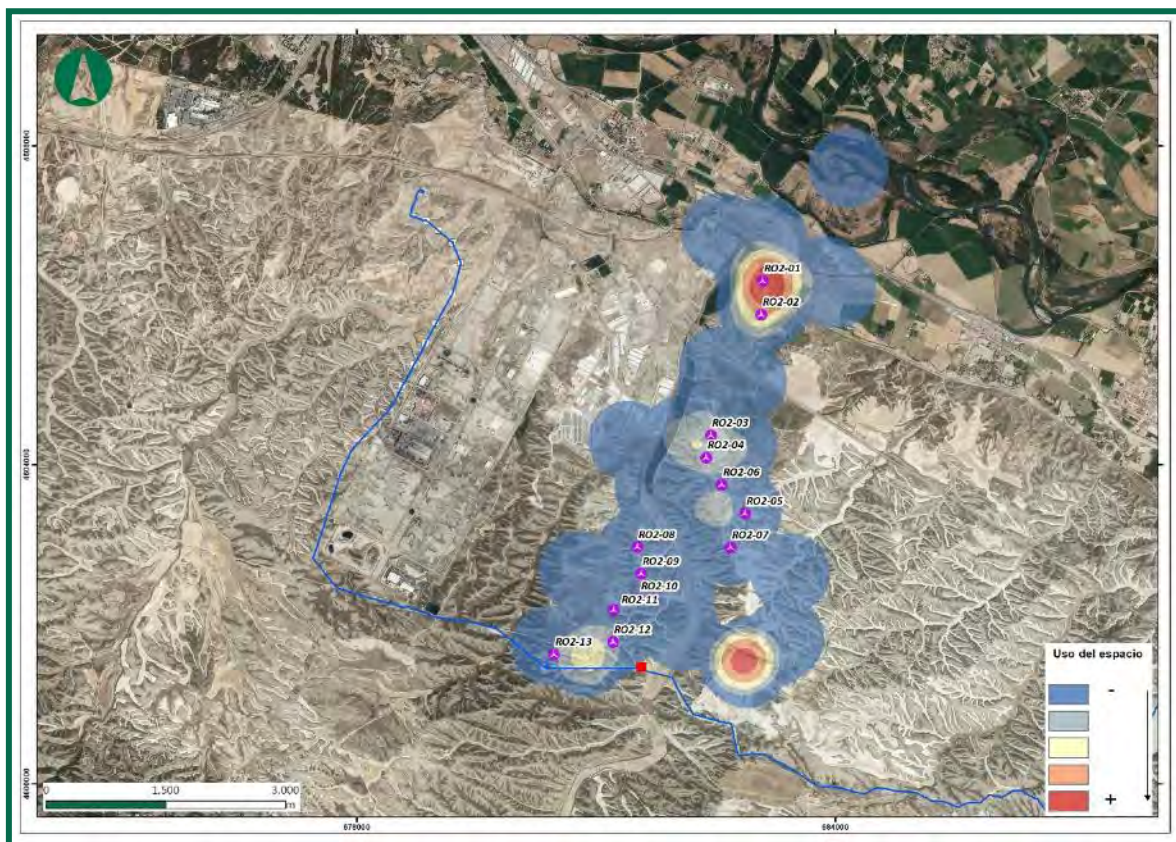 RO2-01
RO2-02
RO2-03
RO2-04
RO2-06
RO2-05
RO2-08
RO2-07
RO2-09
RO2-10
RO2-11
RO2-12
RO2-13
Uso del espacio
-
+
0 1.500 3.000
m
678000 684000